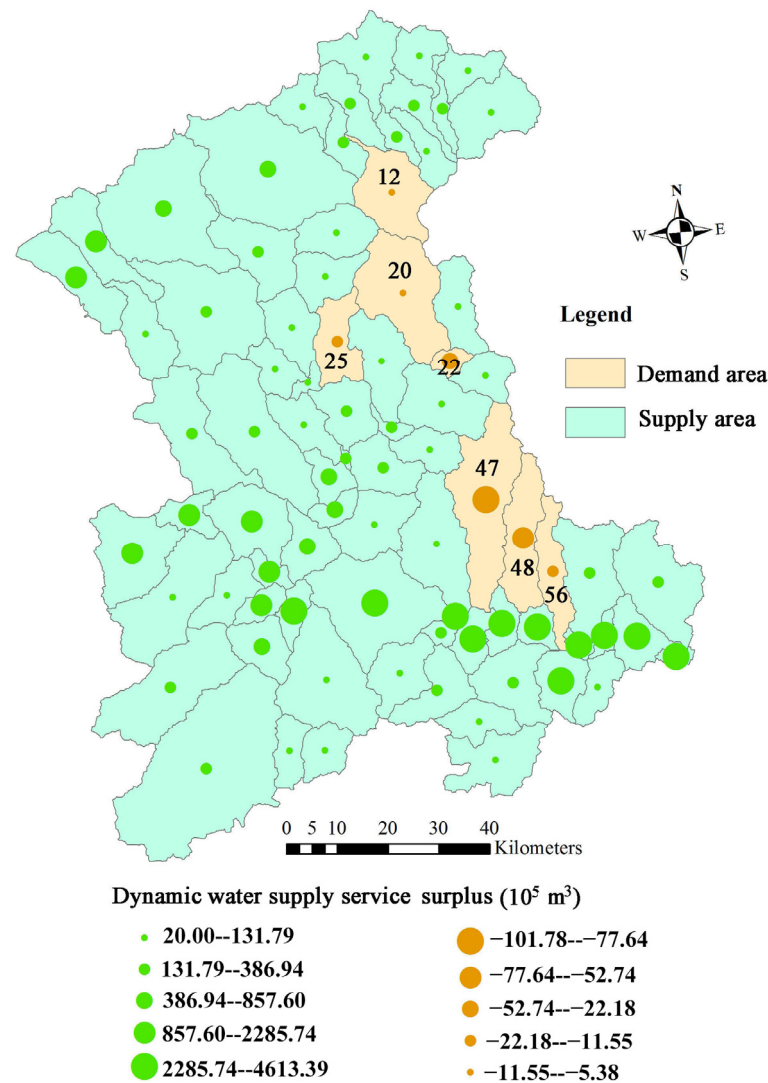 12
N
W
E
S
20
Legend
25
22
Demand area
Supply area
47
48
56
0 5 10 20 30 40
Kilometers
Dynamic water supply service surplus (10⁵ m³)
20.00--131.79
131.79--386.94
386.94--857.60
857.60--2285.74
2285.74--4613.39
−101.78--−77.64
−77.64--−52.74
−52.74--−22.18
−22.18--−11.55
−11.55--−5.38